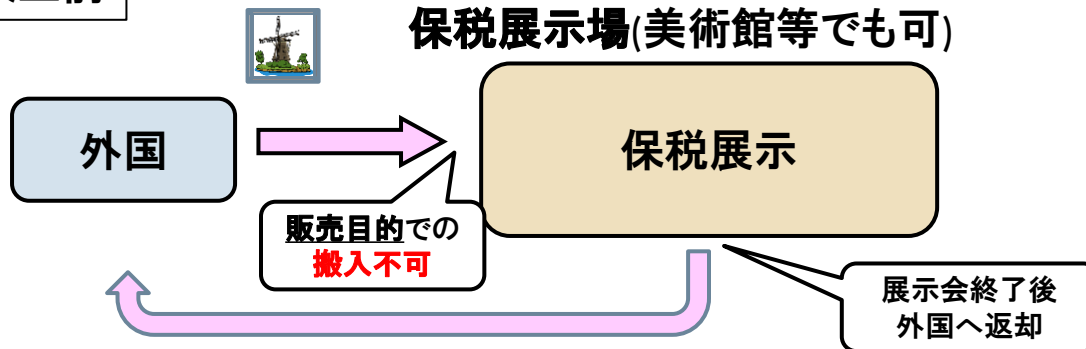 保税展示場(美術館等でも可)
外国
保税展示
販売目的での
搬入不可
展示会終了後
外国へ返却